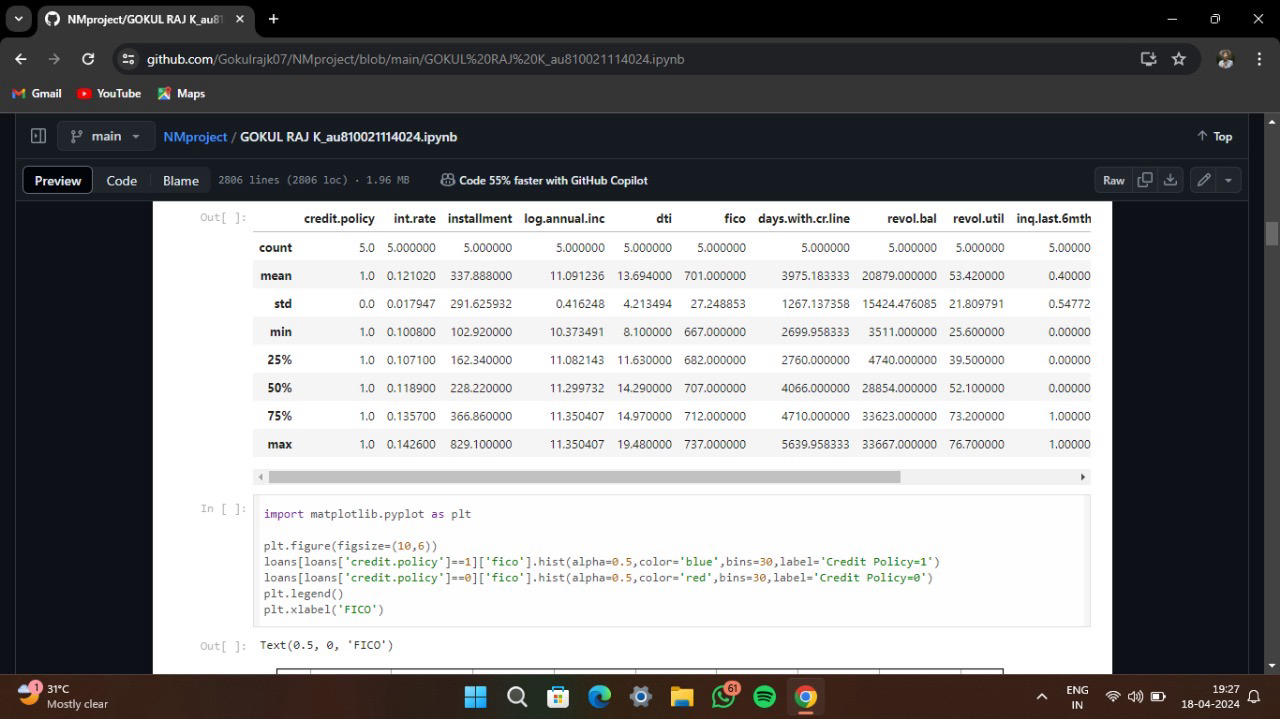 NMproject/GOKUL RAJ K_au81
github.com/Gokulrajk07/NMproject/blob/main/GOKUL%20RAJ%20K_au810021114024.ipynb
Gmail YouTube Maps
main NMproject / GOKUL RAJ K_au810021114024.ipynb Top
Preview Code Blame 2806 lines (2806 loc) · 1.96 MB Code 55% faster with GitHub Copilot Raw
Out[ ]: credit.policy int.rate installment log.annual.inc dti fico days.with.cr.line revol.bal revol.util inq.last.6mth
count 5.0 5.000000 5.000000 5.000000 5.000000 5.000000 5.000000 5.000000 5.000000 5.00000
mean 1.0 0.121020 337.888000 11.091236 13.694000 701.000000 3975.183333 20879.000000 53.420000 0.40000
std 0.0 0.017947 291.625932 0.416248 4.213494 27.248853 1267.137358 15424.476085 21.809791 0.54772
min 1.0 0.100800 102.920000 10.373491 8.100000 667.000000 2699.958333 3511.000000 25.600000 0.00000
25% 1.0 0.107100 162.340000 11.082143 11.630000 682.000000 2760.000000 4740.000000 39.500000 0.00000
50% 1.0 0.118900 228.220000 11.299732 14.290000 707.000000 4066.000000 28854.000000 52.100000 0.00000
75% 1.0 0.135700 366.860000 11.350407 14.970000 712.000000 4710.000000 33623.000000 73.200000 1.00000
max 1.0 0.142600 829.100000 11.350407 19.480000 737.000000 5639.958333 33667.000000 76.700000 1.00000
In [ ]: import matplotlib.pyplot as plt
plt.figure(figsize=(10,6))
loans[loans['credit.policy']==1]['fico'].hist(alpha=0.5,color='blue',bins=30,label='Credit Policy=1')
loans[loans['credit.policy']==0]['fico'].hist(alpha=0.5,color='red',bins=30,label='Credit Policy=0')
plt.legend()
plt.xlabel('FICO')
Out[ ]: Text(0.5, 0, 'FICO')
1 31°C 61 ENG 19:27
Mostly clear IN 18-04-2024